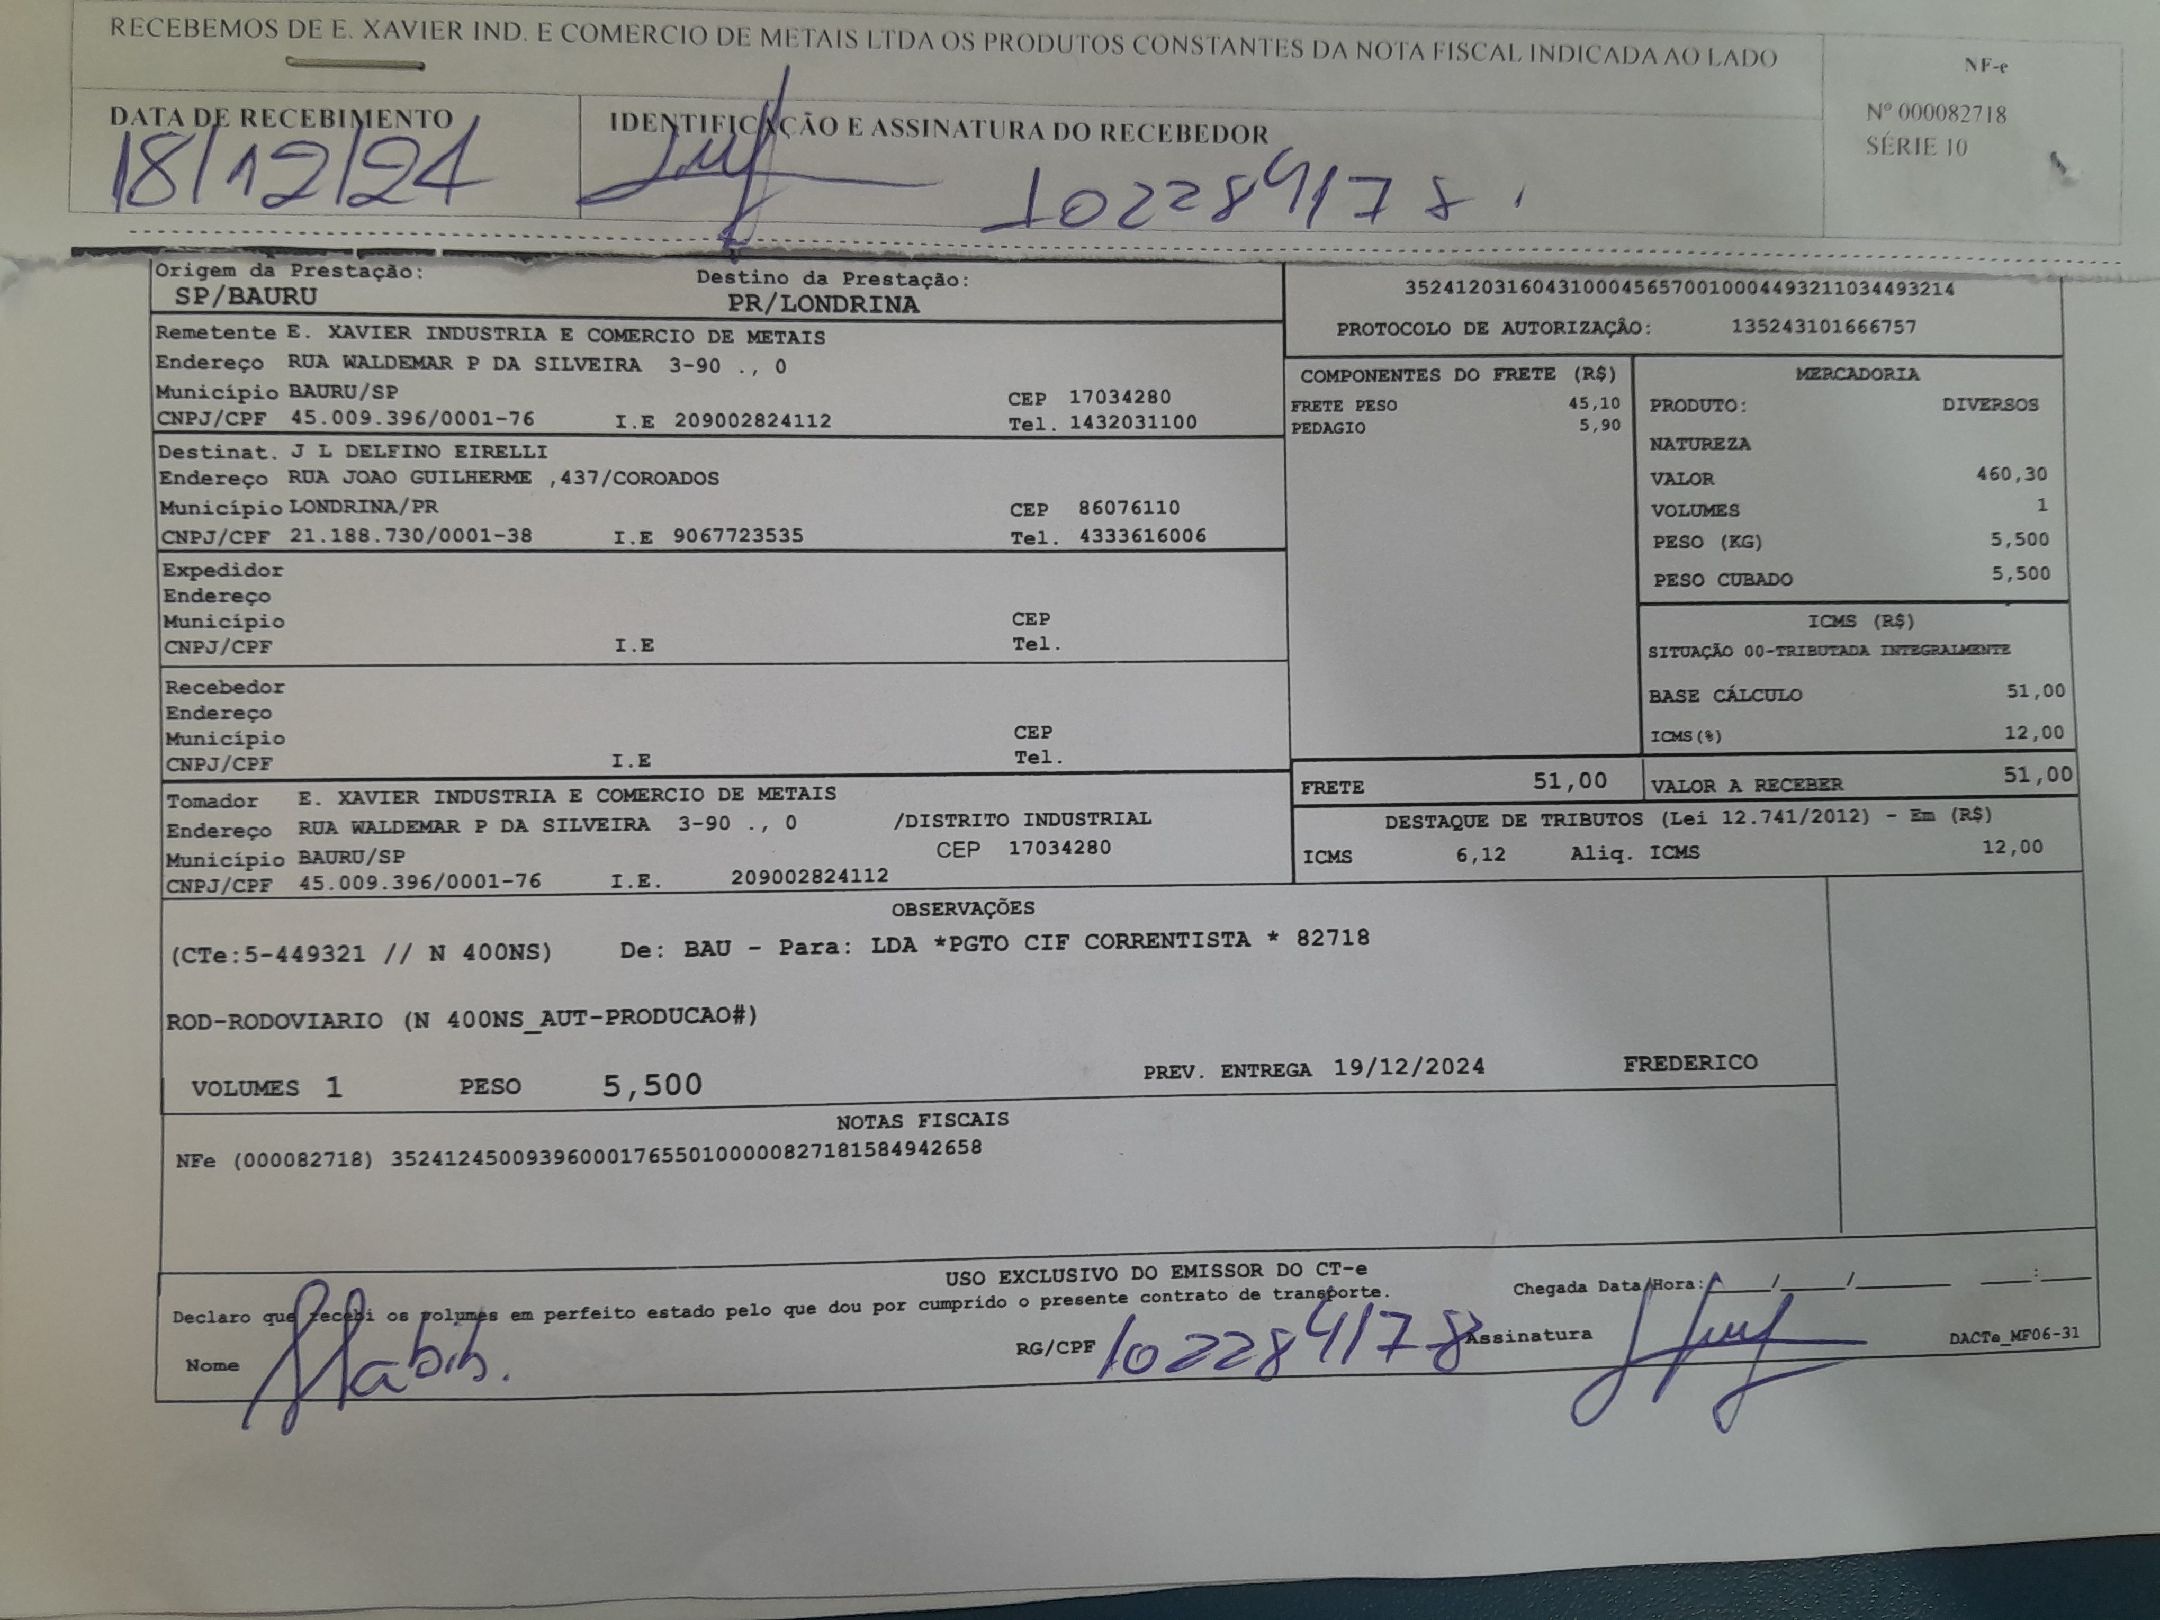 RECEBEMOS DE E. XAVIER IND. E COMERCIO DE METAIS LTDA OS PRODUTOS CONSTANTES DA NOTA FISCAL INDICADA AO LADO
NF-e
Nº 000082718
SÉRIE 10
DATA DE RECEBIMENTO
18/12/24
IDENTIFICAÇÃO E ASSINATURA DO RECEBEDOR
102284178
Origem da Prestação:
SP/BAURU
Destino da Prestação:
PR/LONDRINA
35241203160431000456570010004493211034493214
PROTOCOLO DE AUTORIZAÇÃO: 135243101666757
Remetente E. XAVIER INDUSTRIA E COMERCIO DE METAIS
Endereço RUA WALDEMAR P DA SILVEIRA 3-90 ., 0
Município BAURU/SP CEP 17034280
CNPJ/CPF 45.009.396/0001-76 I.E 209002824112 Tel. 1432031100
Destinat. J L DELFINO EIRELLI
Endereço RUA JOAO GUILHERME ,437/COROADOS
Município LONDRINA/PR CEP 86076110
CNPJ/CPF 21.188.730/0001-38 I.E 9067723535 Tel. 4333616006
Expedidor
Endereço
Município CEP
CNPJ/CPF I.E Tel.
Recebedor
Endereço
Município CEP
CNPJ/CPF I.E Tel.
Tomador E. XAVIER INDUSTRIA E COMERCIO DE METAIS
Endereço RUA WALDEMAR P DA SILVEIRA 3-90 ., 0 /DISTRITO INDUSTRIAL
Município BAURU/SP CEP 17034280
CNPJ/CPF 45.009.396/0001-76 I.E. 209002824112
COMPONENTES DO FRETE (R$)
FRETE PESO 45,10
PEDAGIO 5,90
MERCADORIA
PRODUTO: DIVERSOS
NATUREZA
VALOR 460,30
VOLUMES 1
PESO (KG) 5,500
PESO CUBADO 5,500
ICMS (R$)
SITUAÇÃO 00-TRIBUTADA INTEGRALMENTE
BASE CÁLCULO 51,00
ICMS(%) 12,00
FRETE 51,00 VALOR A RECEBER 51,00
DESTAQUE DE TRIBUTOS (Lei 12.741/2012) - Em (R$)
ICMS 6,12 Aliq. ICMS 12,00
OBSERVAÇÕES
(CTe:5-449321 // N 400NS) De: BAU - Para: LDA *PGTO CIF CORRENTISTA * 82718
ROD-RODOVIARIO (N 400NS_AUT-PRODUCAO#)
VOLUMES 1 PESO 5,500 PREV. ENTREGA 19/12/2024 FREDERICO
NOTAS FISCAIS
NFe (000082718) 35241245009396000176550100000827181584942658
USO EXCLUSIVO DO EMISSOR DO CT-e
Declaro que recebi os volumes em perfeito estado pelo que dou por cumprido o presente contrato de transporte.
Chegada Data/Hora: / / :
Nome RG/CPF 102284178 Assinatura
DACTe_MF06-31